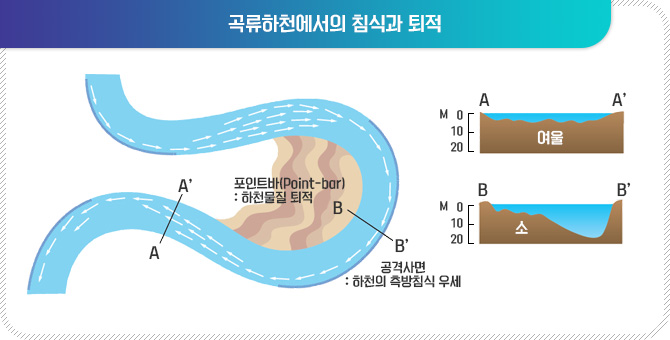 곡류하천에서의 침식과 퇴적
A A'
M 0
10
20
여울
A'
포인트바(Point-bar)
: 하천물질 퇴적
B
B B'
M 0
10
20
소
A
B'
공격사면
: 하천의 측방침식 우세